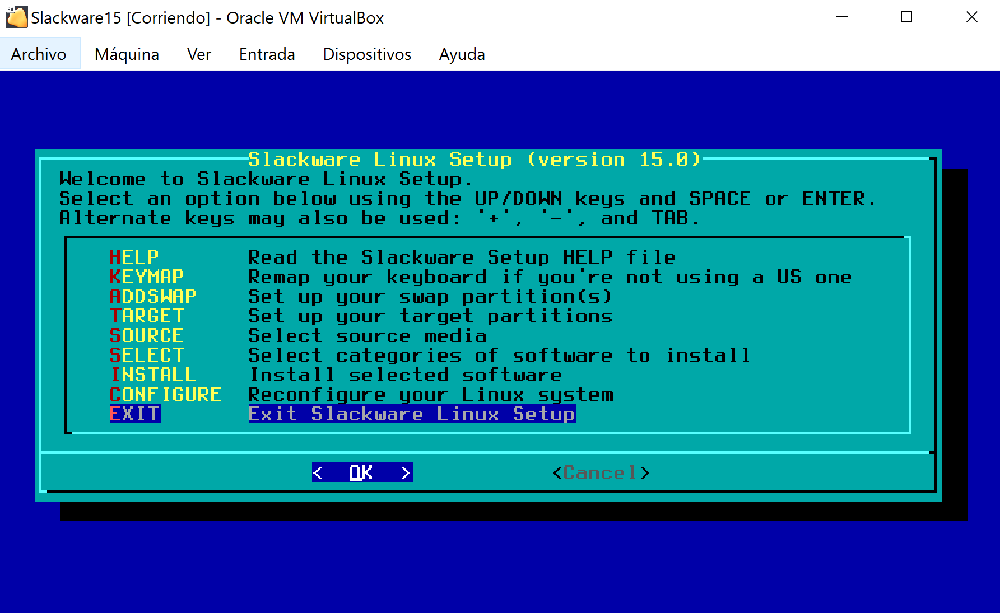 64
Slackware15 [Corriendo] - Oracle VM VirtualBox
Archivo Máquina Ver Entrada Dispositivos Ayuda
Slackware Linux Setup (version 15.0)
Welcome to Slackware Linux Setup.
Select an option below using the UP/DOWN keys and SPACE or ENTER.
Alternate keys may also be used: '+', '-', and TAB.
HELP Read the Slackware Setup HELP file
KEYMAP Remap your keyboard if you're not using a US one
ADDSWAP Set up your swap partition(s)
TARGET Set up your target partitions
SOURCE Select source media
SELECT Select categories of software to install
INSTALL Install selected software
CONFIGURE Reconfigure your Linux system
EXIT Exit Slackware Linux Setup
< OK > <Cancel>